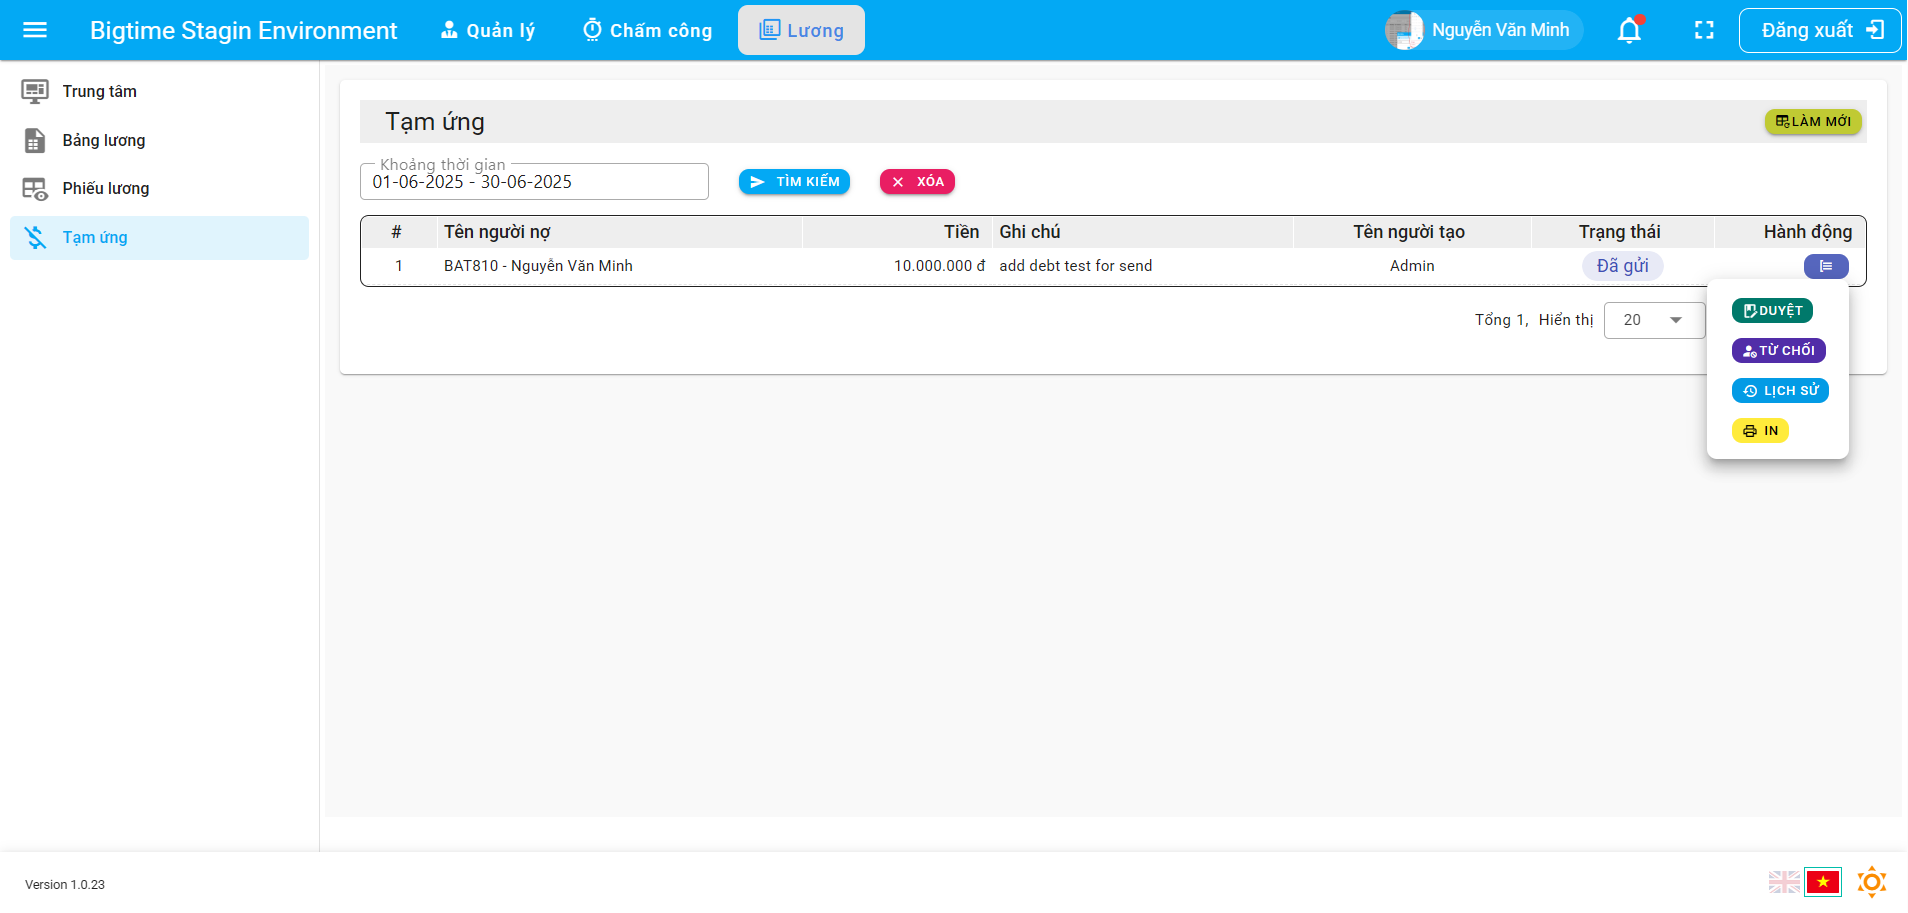 Bigtime Stagin Environment
Quản lý
Chấm công
Lương
Nguyễn Văn Minh
Đăng xuất
Trung tâm
Bảng lương
Phiếu lương
Tạm ứng
Tạm ứng
LÀM MỚI
Khoảng thời gian
01-06-2025 - 30-06-2025
TÌM KIẾM
XÓA
# Tên người nợ Tiền Ghi chú Tên người tạo Trạng thái Hành động
1 BAT810 - Nguyễn Văn Minh 10.000.000 đ add debt test for send Admin Đã gửi
Tổng 1, Hiển thị 20
DUYỆT
TỪ CHỐI
LỊCH SỬ
IN
Version 1.0.23